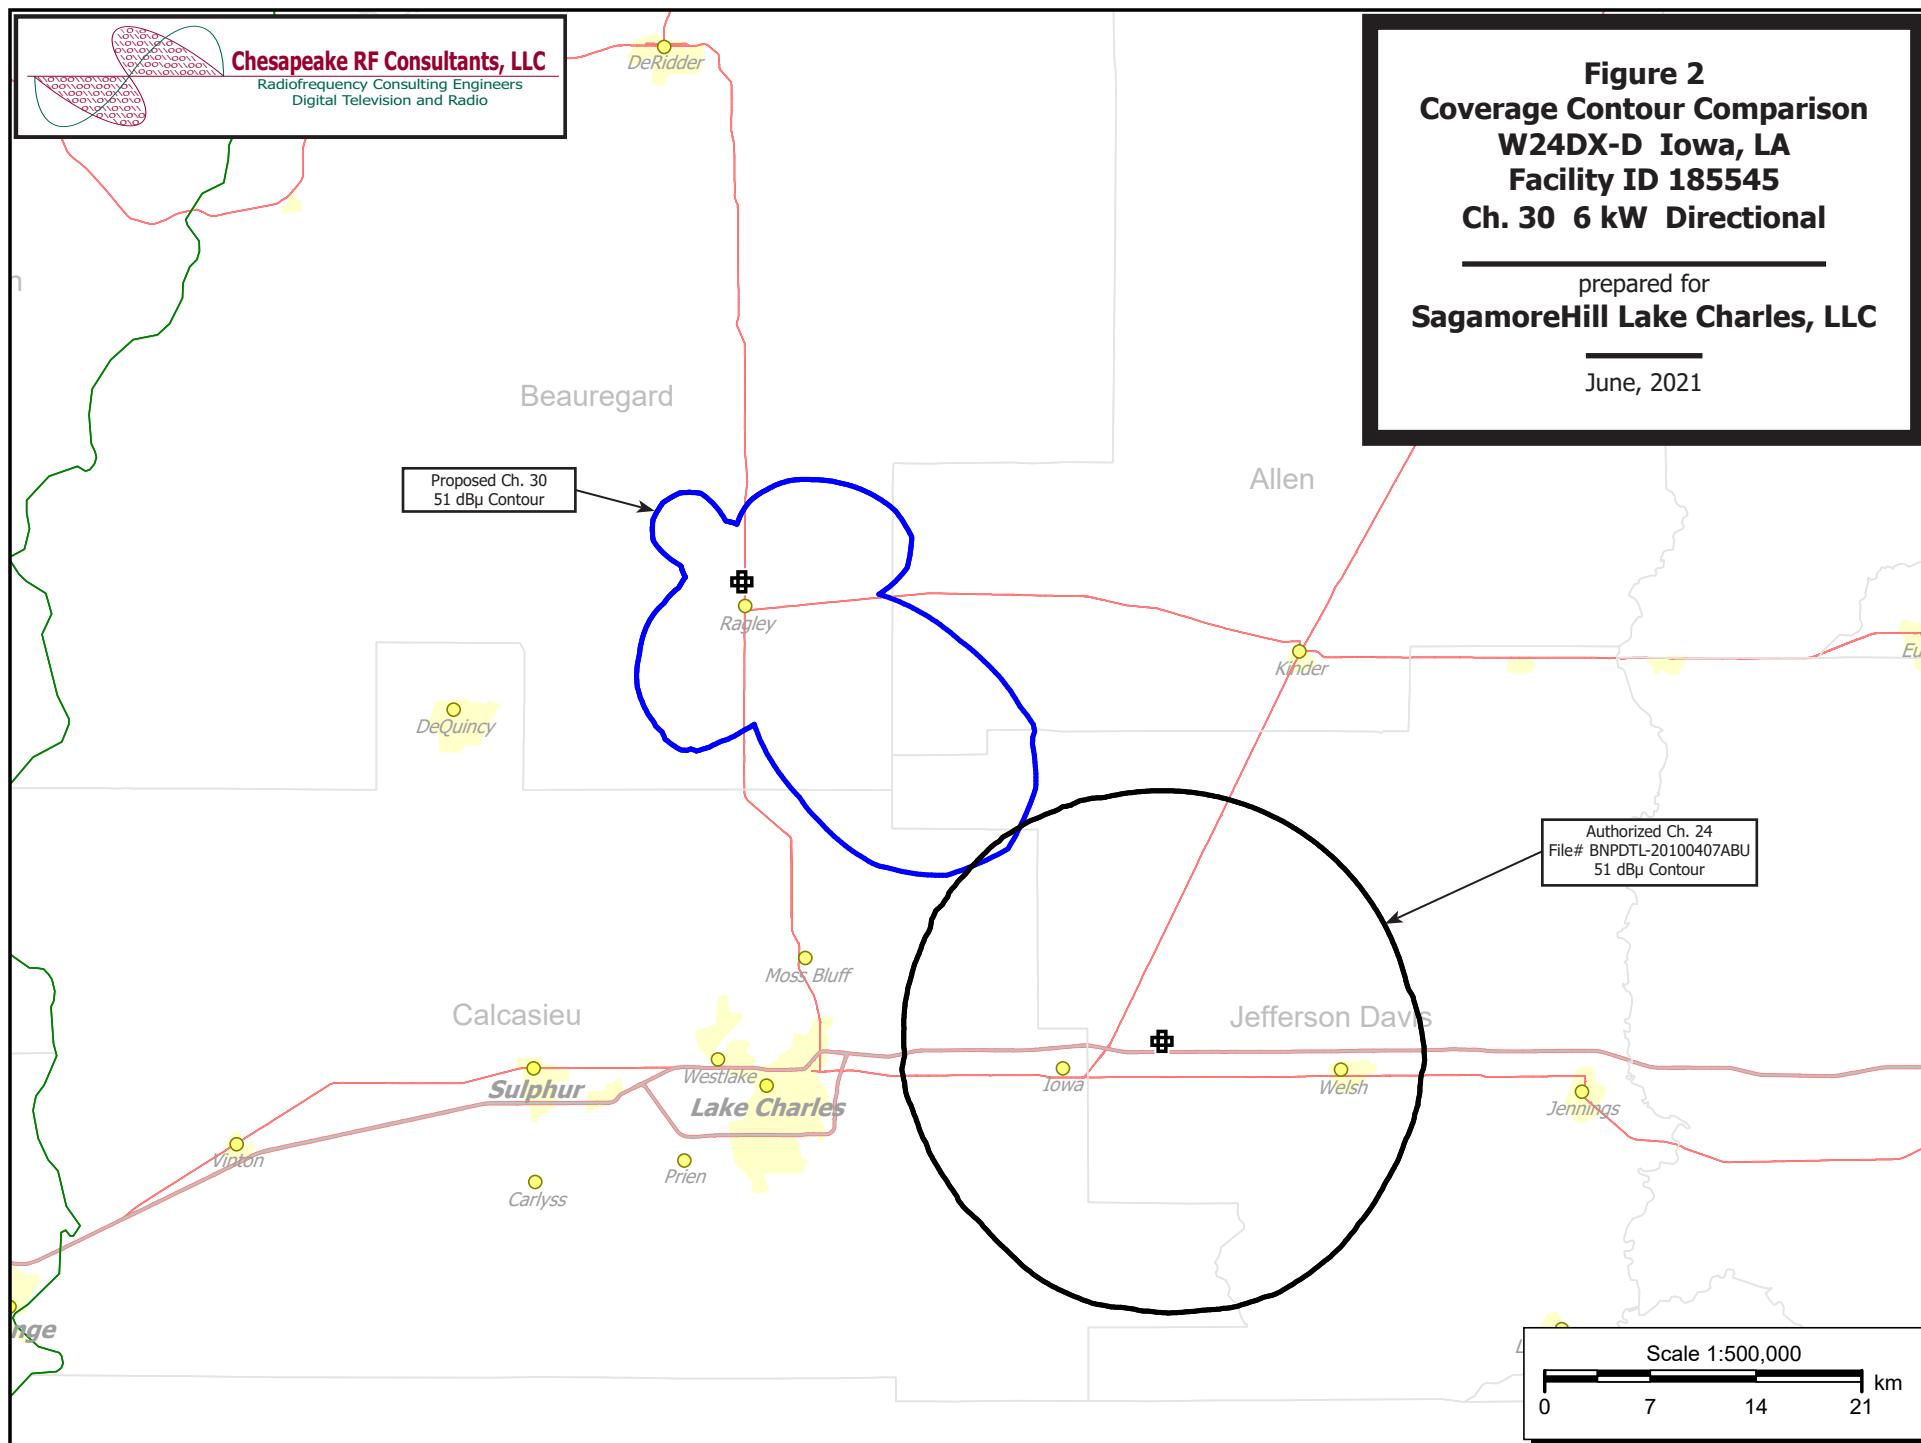 Chesapeake RF Consultants, LLC
Radiofrequency Consulting Engineers
Digital Television and Radio
Figure 2
Coverage Contour Comparison
W24DX-D Iowa, LA
Facility ID 185545
Ch. 30 6 kW Directional
prepared for
SagamoreHill Lake Charles, LLC
June, 2021
DeRidder
n
Beauregard
Allen
Proposed Ch. 30
51 dBμ Contour
Ragley
Kinder
Eu
DeQuincy
Authorized Ch. 24
File# BNPDTL-20100407ABU
51 dBμ Contour
Moss Bluff
Calcasieu
Jefferson Davis
Westlake
Sulphur
Lake Charles
Iowa
Welsh
Jennings
Vinton
Prien
Carlyss
nge
L
Scale 1:500,000
km
0 7 14 21